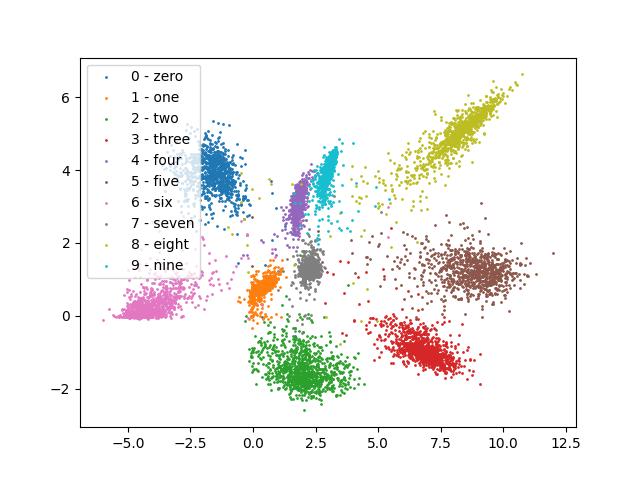 0 - zero
1 - one
2 - two
3 - three
4 - four
5 - five
6 - six
7 - seven
8 - eight
9 - nine
6
4
2
0
−2
−5.0 −2.5 0.0 2.5 5.0 7.5 10.0 12.5